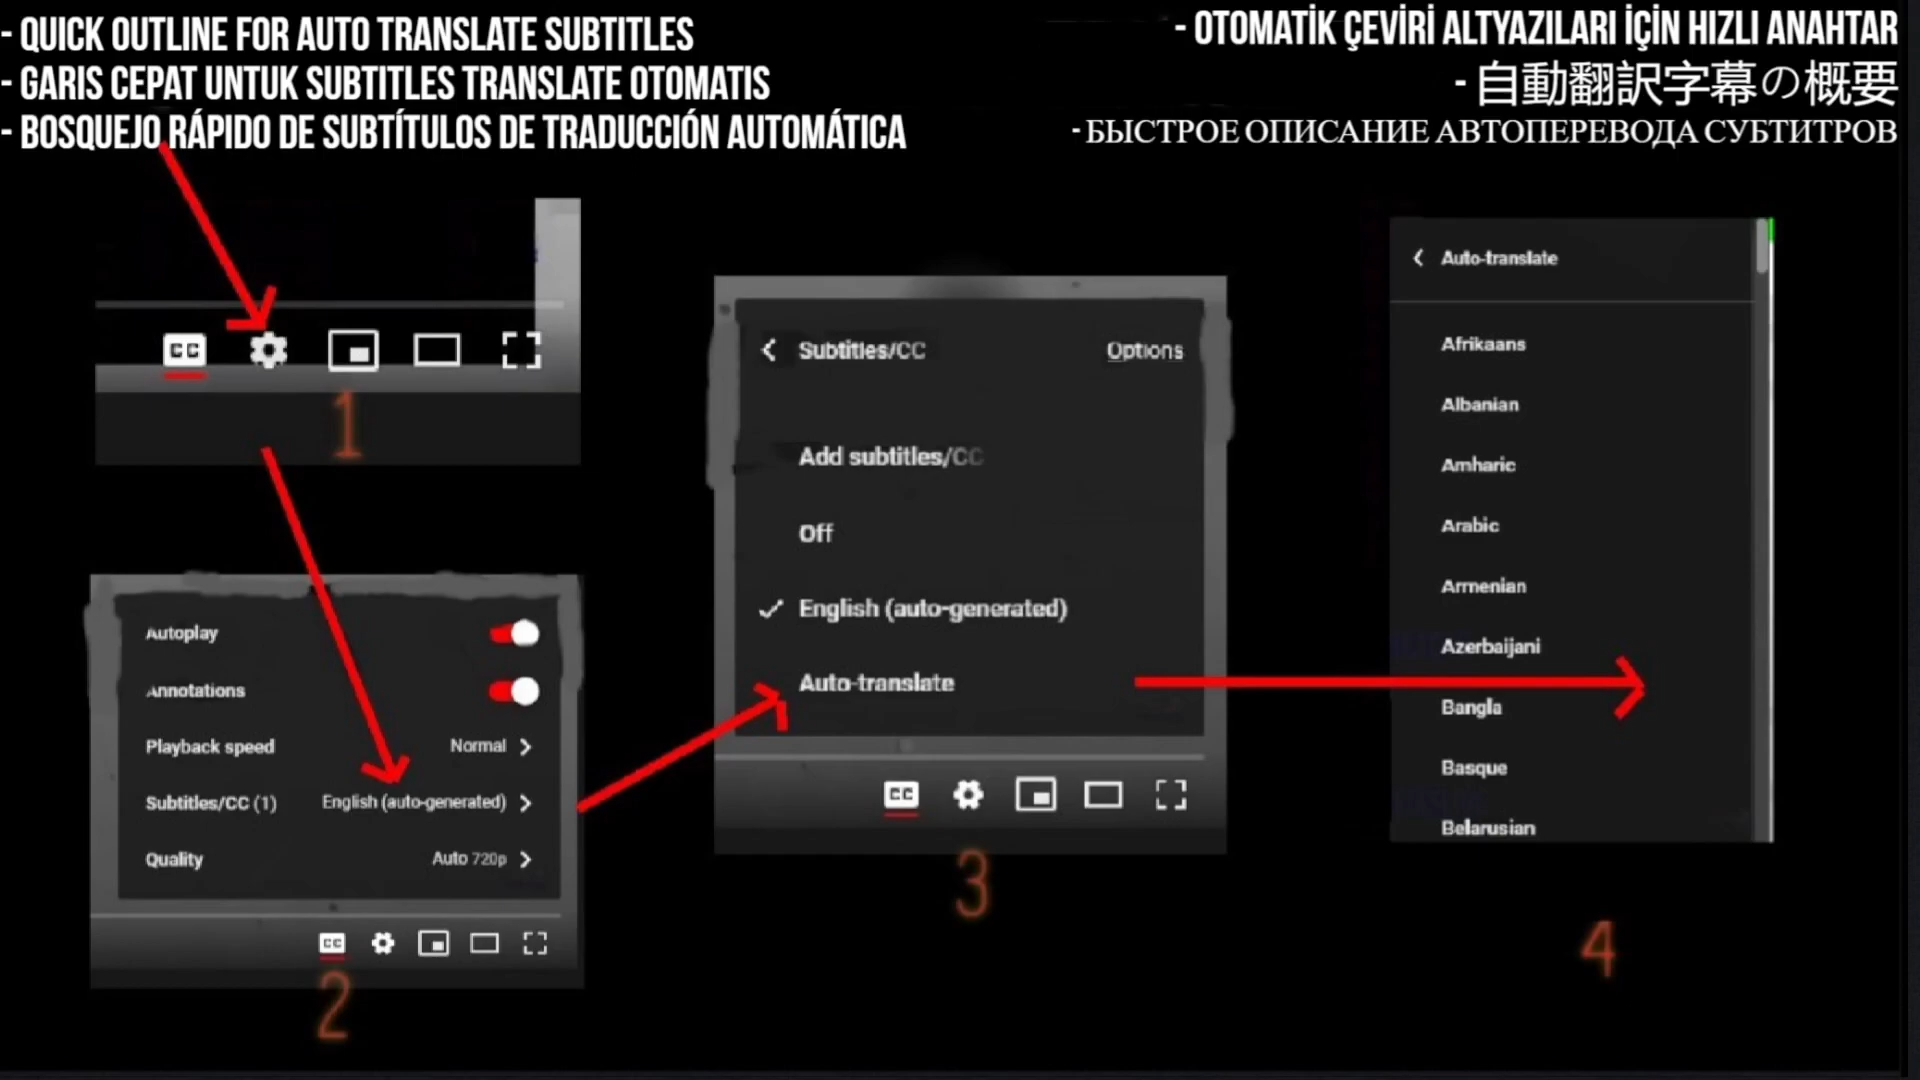 - QUICK OUTLINE FOR AUTO TRANSLATE SUBTITLES
- GARIS CEPAT UNTUK SUBTITLES TRANSLATE OTOMATIS
- BOSQUEJO RÁPIDO DE SUBTÍTULOS DE TRADUCCIÓN AUTOMÁTICA
- OTOMATİK ÇEVİRİ ALTYAZILARI İÇİN HIZLI ANAHTAR
- 自動翻訳字幕の概要
- БЫСТРОЕ ОПИСАНИЕ АВТОПЕРЕВОДА СУБТИТРОВ
CC
1
Autoplay
Annotations
Playback speed Normal
Subtitles/CC (1) English (auto-generated)
Quality Auto 720p
CC
2
Subtitles/CC Options
Add subtitles/CC
Off
English (auto-generated)
Auto-translate
CC
3
Auto-translate
Afrikaans
Albanian
Amharic
Arabic
Armenian
Azerbaijani
Bangla
Basque
Belarusian
4